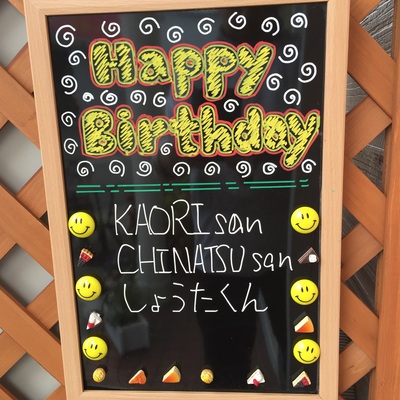 Happy
Birthday
KAORI san
CHINATSU san
しょうたくん